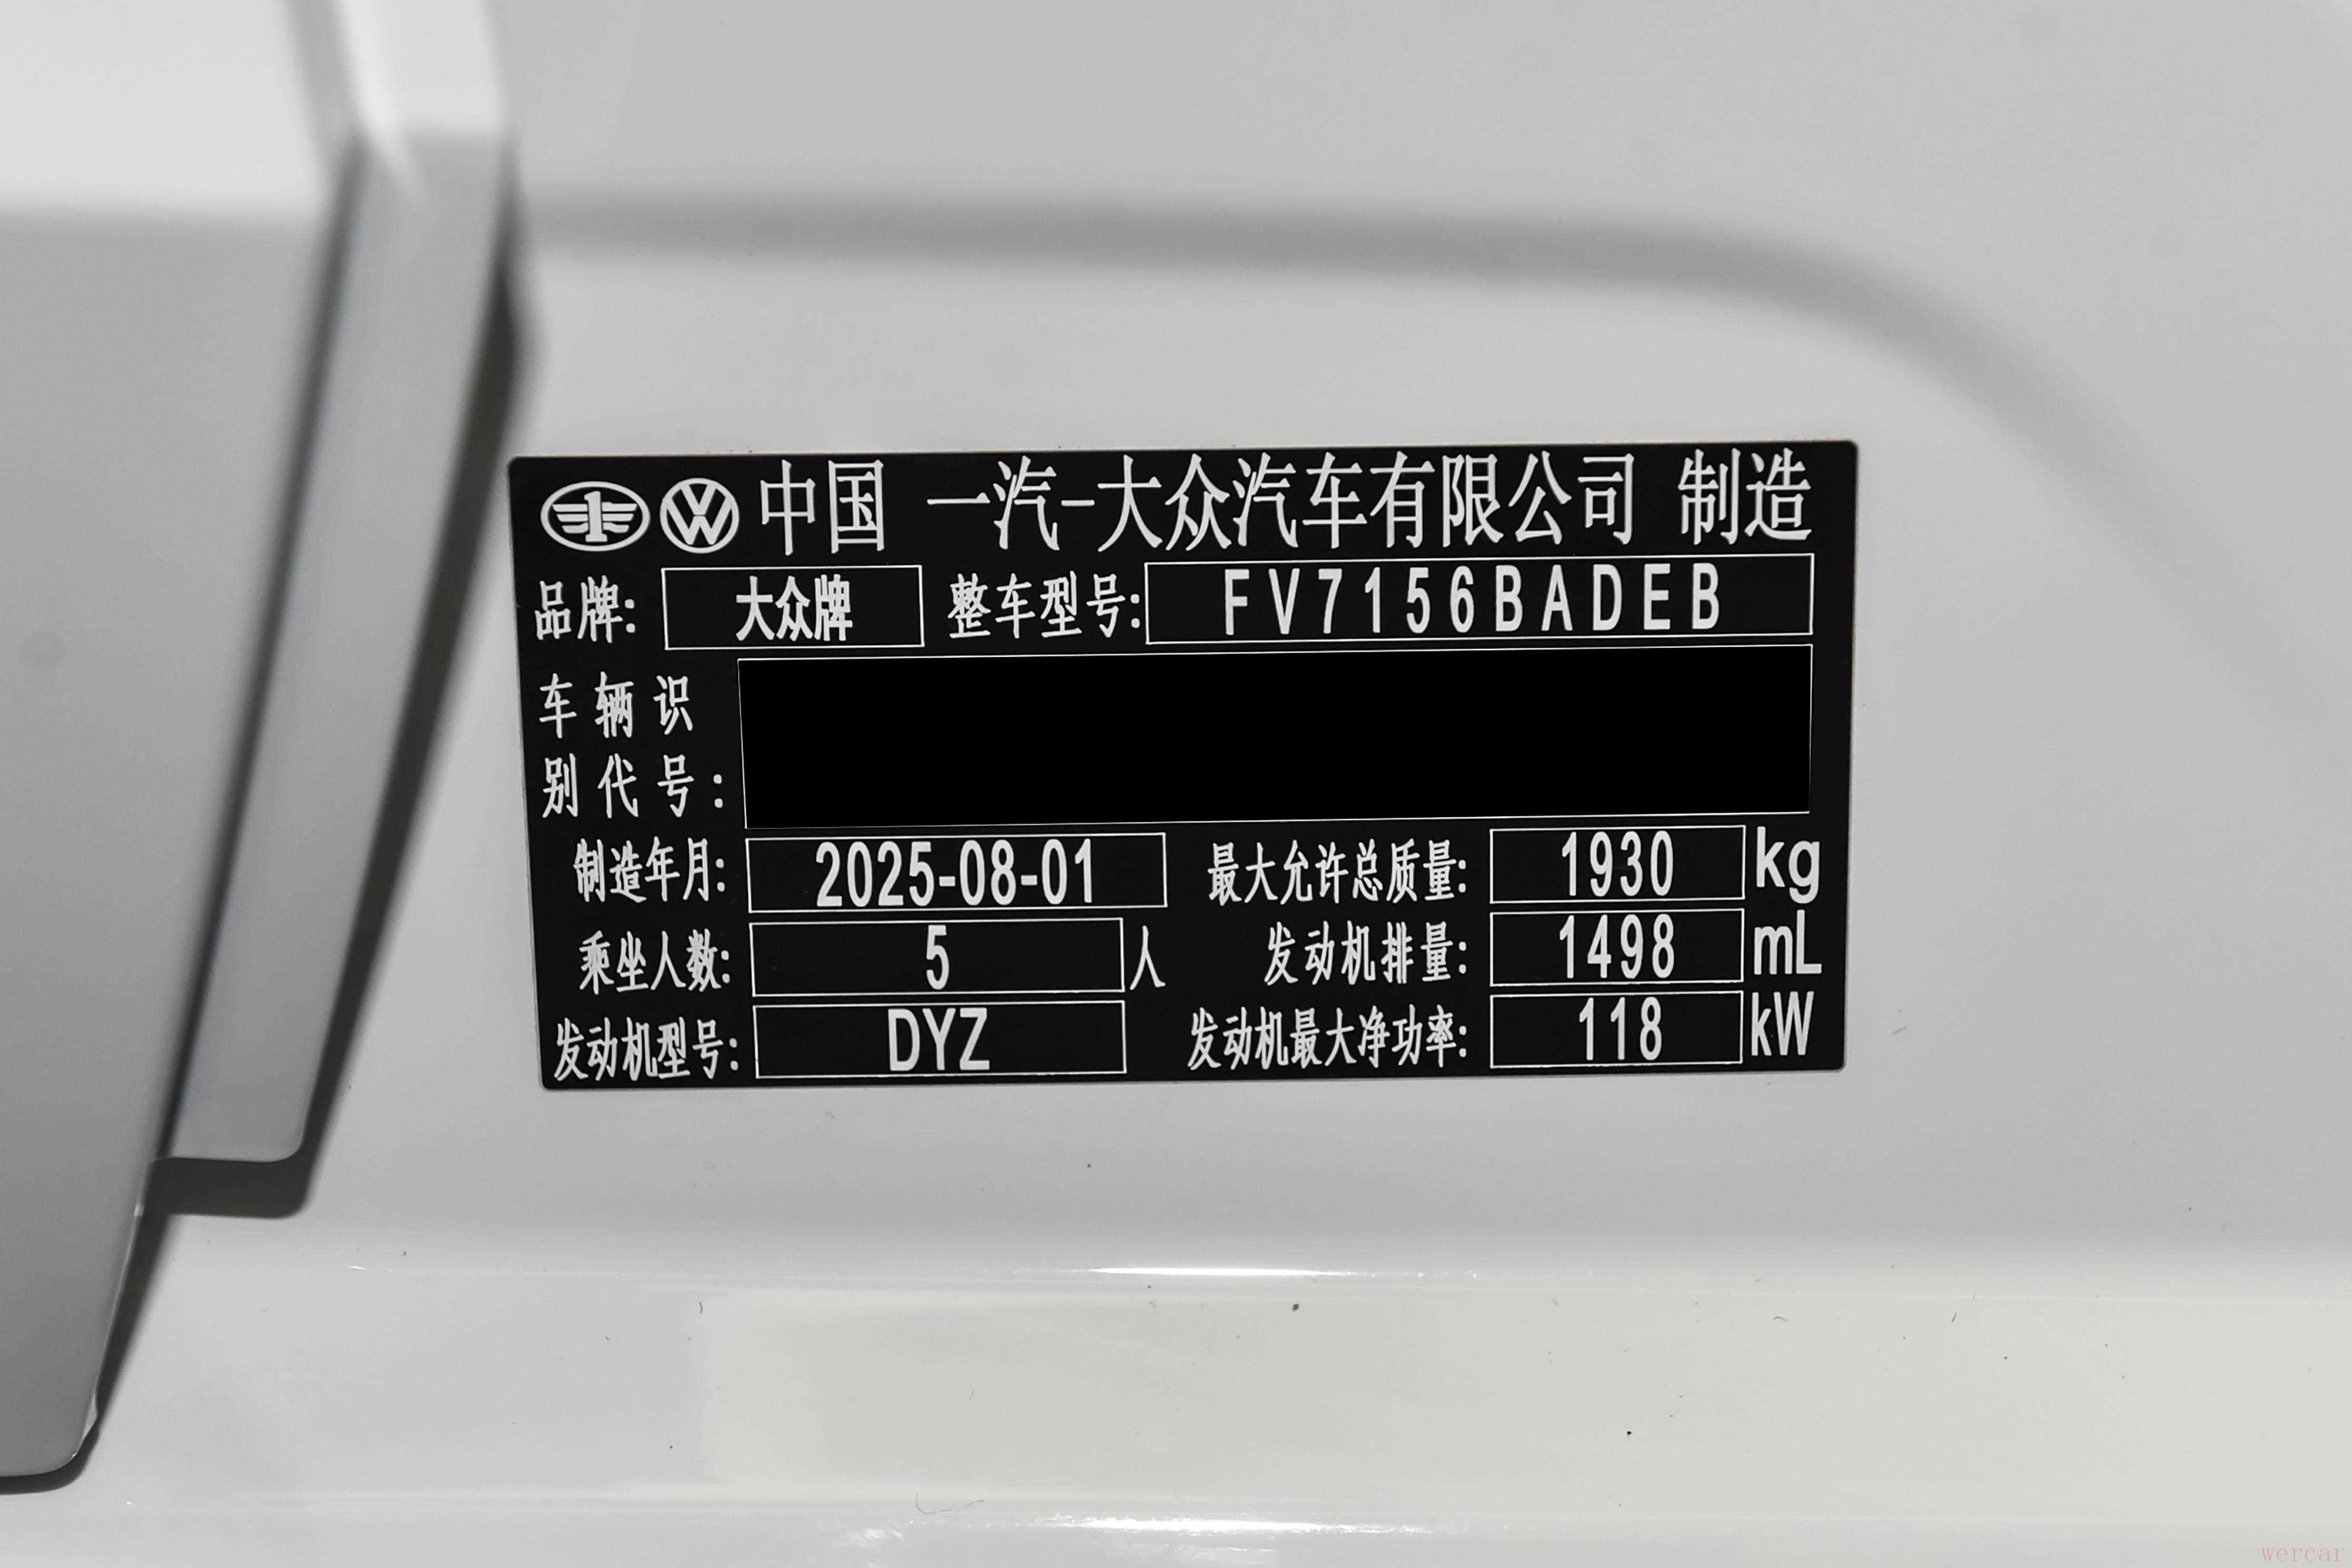 中国 一汽-大众汽车有限公司 制造
品牌: 大众牌 整车型号: FV7156BADEB
车辆识
别代号:
制造年月: 2025-08-01 最大允许总质量: 1930 kg
乘坐人数: 5 人 发动机排量: 1498 mL
发动机型号: DYZ 发动机最大净功率: 118 kW
wercar